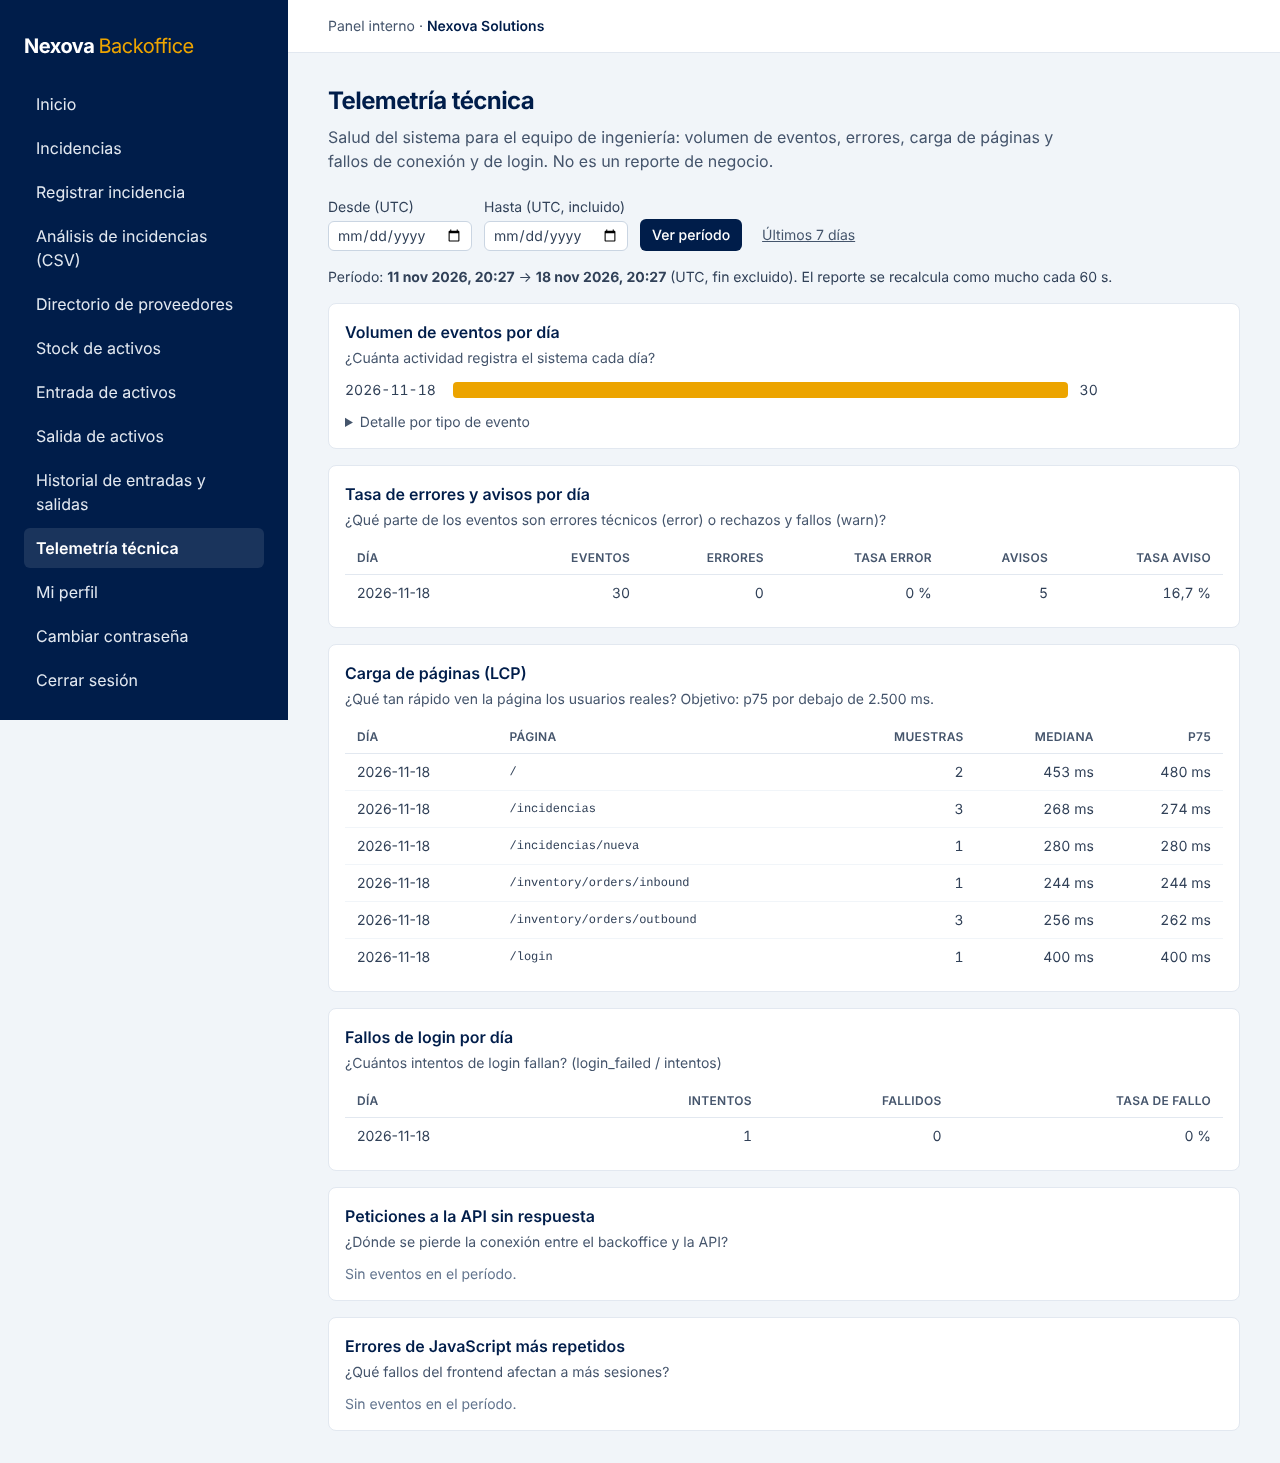 Nexova Backoffice
Inicio
Incidencias
Registrar incidencia
Análisis de incidencias
(CSV)
Directorio de proveedores
Stock de activos
Entrada de activos
Salida de activos
Historial de entradas y
salidas
Telemetría técnica
Mi perfil
Cambiar contraseña
Cerrar sesión
Panel interno · Nexova Solutions
Telemetría técnica
Salud del sistema para el equipo de ingeniería: volumen de eventos, errores, carga de páginas y
fallos de conexión y de login. No es un reporte de negocio.
Desde (UTC) Hasta (UTC, incluido)
mm/dd/yyyy mm/dd/yyyy Ver período Últimos 7 días
Período: 11 nov 2026, 20:27 → 18 nov 2026, 20:27 (UTC, fin excluido). El reporte se recalcula como mucho cada 60 s.
Volumen de eventos por día
¿Cuánta actividad registra el sistema cada día?
2026-11-18 30
▶ Detalle por tipo de evento
Tasa de errores y avisos por día
¿Qué parte de los eventos son errores técnicos (error) o rechazos y fallos (warn)?
DÍA EVENTOS ERRORES TASA ERROR AVISOS TASA AVISO
2026-11-18 30 0 0 % 5 16,7 %
Carga de páginas (LCP)
¿Qué tan rápido ven la página los usuarios reales? Objetivo: p75 por debajo de 2.500 ms.
DÍA PÁGINA MUESTRAS MEDIANA P75
2026-11-18 / 2 453 ms 480 ms
2026-11-18 /incidencias 3 268 ms 274 ms
2026-11-18 /incidencias/nueva 1 280 ms 280 ms
2026-11-18 /inventory/orders/inbound 1 244 ms 244 ms
2026-11-18 /inventory/orders/outbound 3 256 ms 262 ms
2026-11-18 /login 1 400 ms 400 ms
Fallos de login por día
¿Cuántos intentos de login fallan? (login_failed / intentos)
DÍA INTENTOS FALLIDOS TASA DE FALLO
2026-11-18 1 0 0 %
Peticiones a la API sin respuesta
¿Dónde se pierde la conexión entre el backoffice y la API?
Sin eventos en el período.
Errores de JavaScript más repetidos
¿Qué fallos del frontend afectan a más sesiones?
Sin eventos en el período.